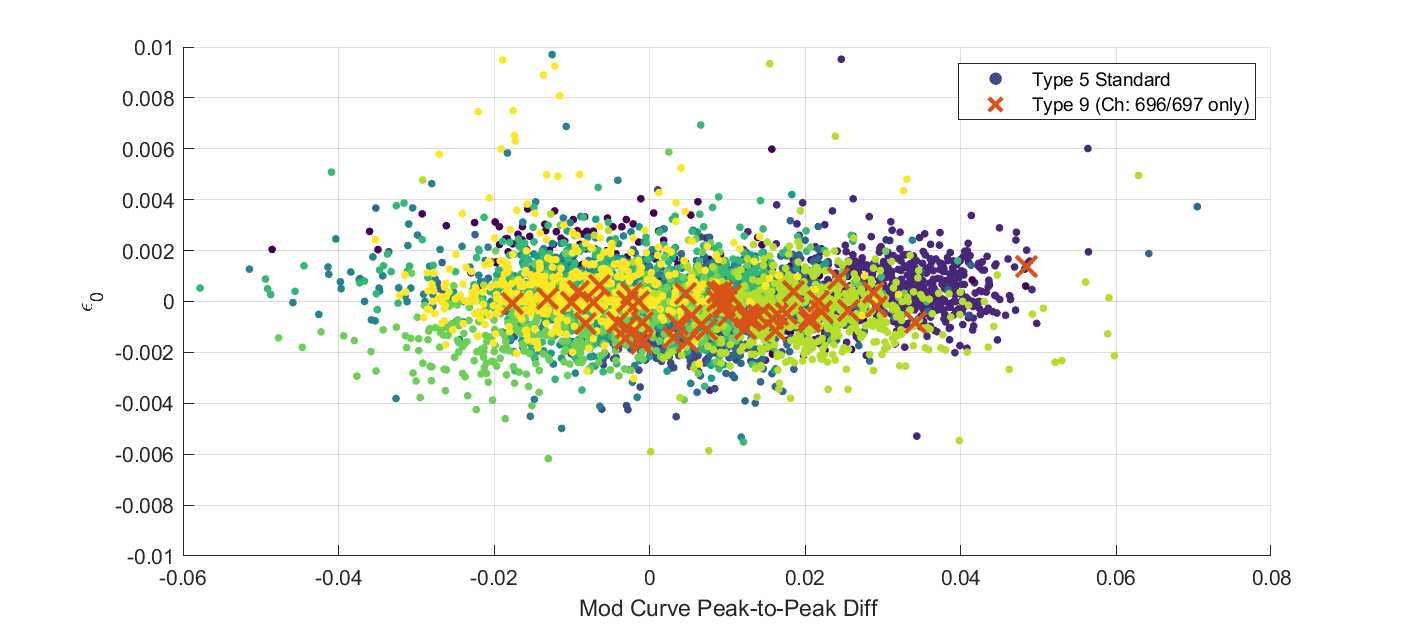 0.01
0.008
0.006
0.004
0.002
0
-0.002
-0.004
-0.006
-0.008
-0.01
ϵ0
Type 5 Standard
Type 9 (Ch: 696/697 only)
-0.06 -0.04 -0.02 0 0.02 0.04 0.06 0.08
Mod Curve Peak-to-Peak Diff